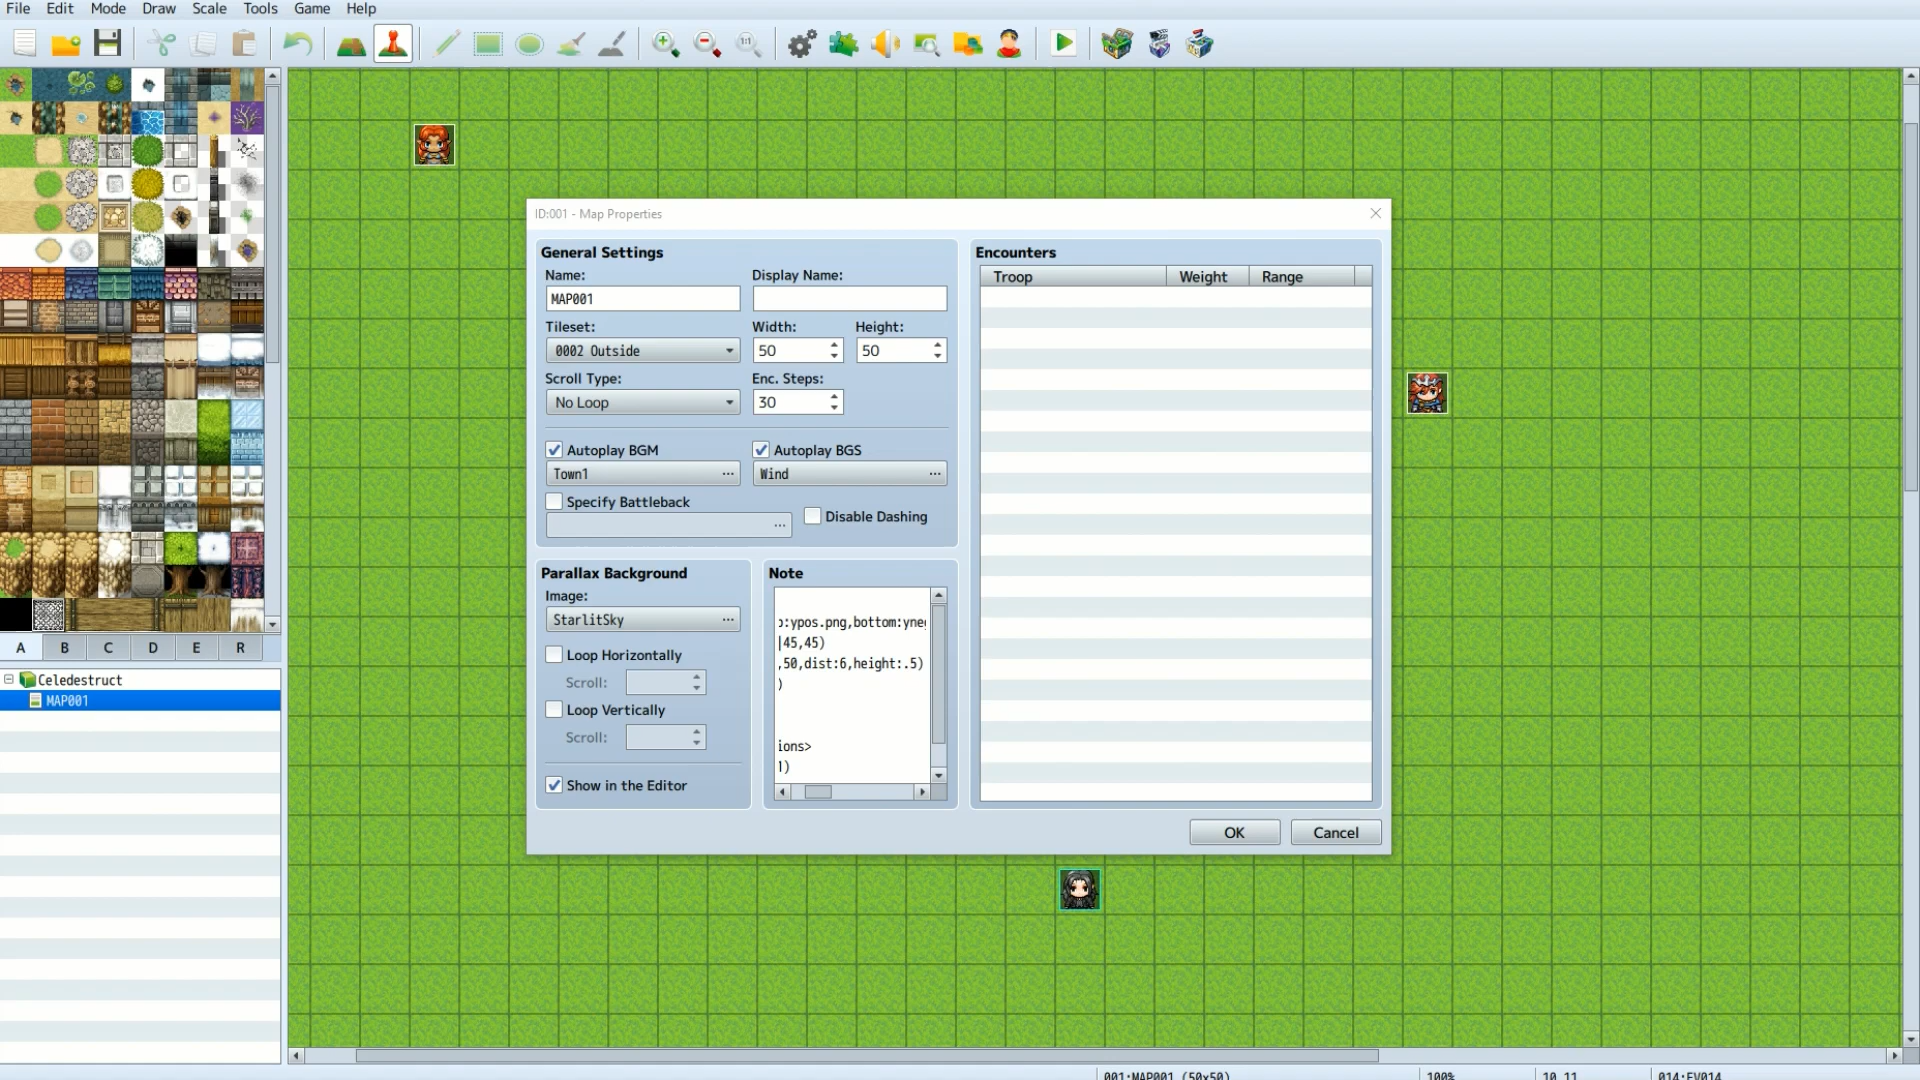 File Edit Mode Draw Scale Tools Game Help
1:1
ID:001 - Map Properties
General Settings
Name:
Display Name:
MAP001
Tileset:
Width:
Height:
0002 Outside
50
50
Scroll Type:
Enc. Steps:
No Loop
30
Autoplay BGM
Autoplay BGS
Town1 ...
Wind ...
Specify Battleback
Disable Dashing
...
Parallax Background
Image:
StarlitSky ...
Loop Horizontally
Scroll:
Loop Vertically
Scroll:
Show in the Editor
Note
:ypos.png,bottom:yne
|45,45)
,50,dist:6,height:.5)
)
ions>
)
Encounters
Troop Weight Range
OK Cancel
A B C D E R
Celedestruct
MAP001
001:MAP001 (50x50) 100% 10,11 014:EV014